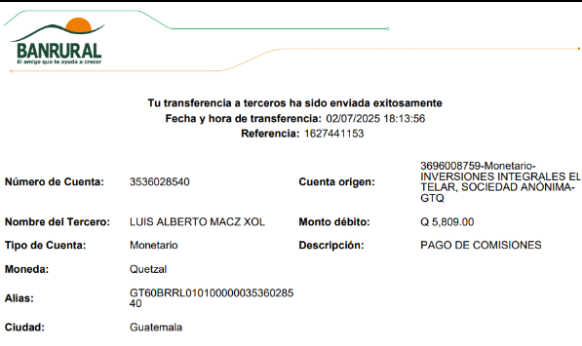 BANRURAL
El amigo que te ayuda a crecer
Tu transferencia a terceros ha sido enviada exitosamente
Fecha y hora de transferencia: 02/07/2025 18:13:56
Referencia: 1627441153
Número de Cuenta: 3536028540
Cuenta origen: 3696008759-Monetario-
INVERSIONES INTEGRALES EL
TELAR, SOCIEDAD ANÓNIMA-
GTQ
Nombre del Tercero: LUIS ALBERTO MACZ XOL
Monto débito: Q 5,809.00
Tipo de Cuenta: Monetario
Descripción: PAGO DE COMISIONES
Moneda: Quetzal
Alias: GT60BRRL010100000035360285
40
Ciudad: Guatemala